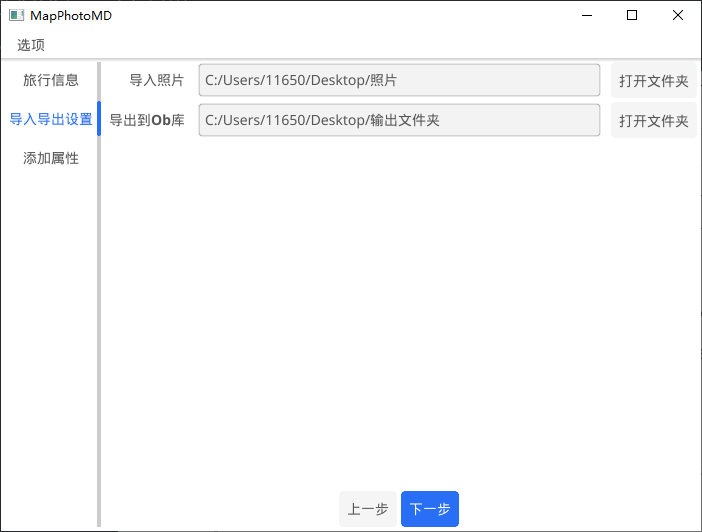 MapPhotoMD
选项
旅行信息
导入导出设置
添加属性
导入照片 C:/Users/11650/Desktop/照片 打开文件夹
导出到Ob库 C:/Users/11650/Desktop/输出文件夹 打开文件夹
上一步 下一步